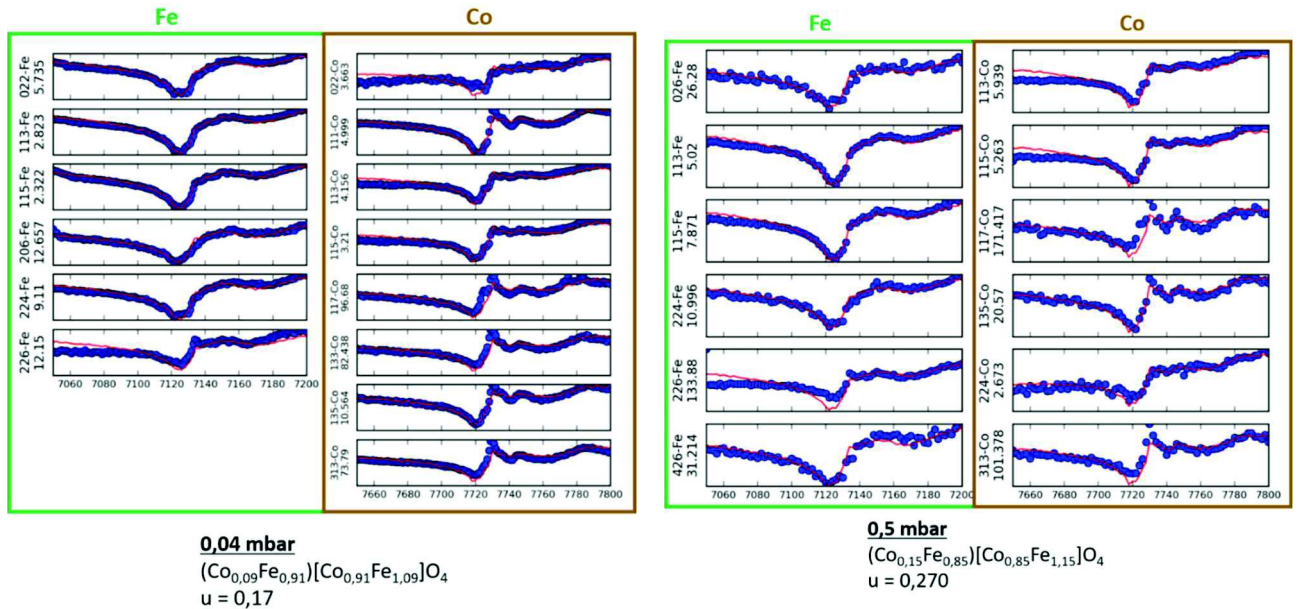 Fe
Co
022-Fe
5.735
113-Fe
2.823
115-Fe
2.322
206-Fe
12.657
224-Fe
9.11
226-Fe
12.15
7060 7080 7100 7120 7140 7160 7180 7200
022-Co
3.663
111-Co
4.999
113-Co
4.156
115-Co
3.21
117-Co
96.68
133-Co
82.438
135-Co
10.564
313-Co
73.79
7660 7680 7700 7720 7740 7760 7780 7800
0,04 mbar
(Co0,09Fe0,91)[Co0,91Fe1,09]O4
u = 0,17
Fe
Co
026-Fe
26.28
113-Fe
5.02
115-Fe
7.871
224-Fe
10.996
226-Fe
133.88
426-Fe
31.214
7060 7080 7100 7120 7140 7160 7180 7200
113-Co
5.939
115-Co
5.263
117-Co
171.417
135-Co
20.57
224-Co
2.673
313-Co
101.378
7660 7680 7700 7720 7740 7760 7780 7800
0,5 mbar
(Co0,15Fe0,85)[Co0,85Fe1,15]O4
u = 0,270